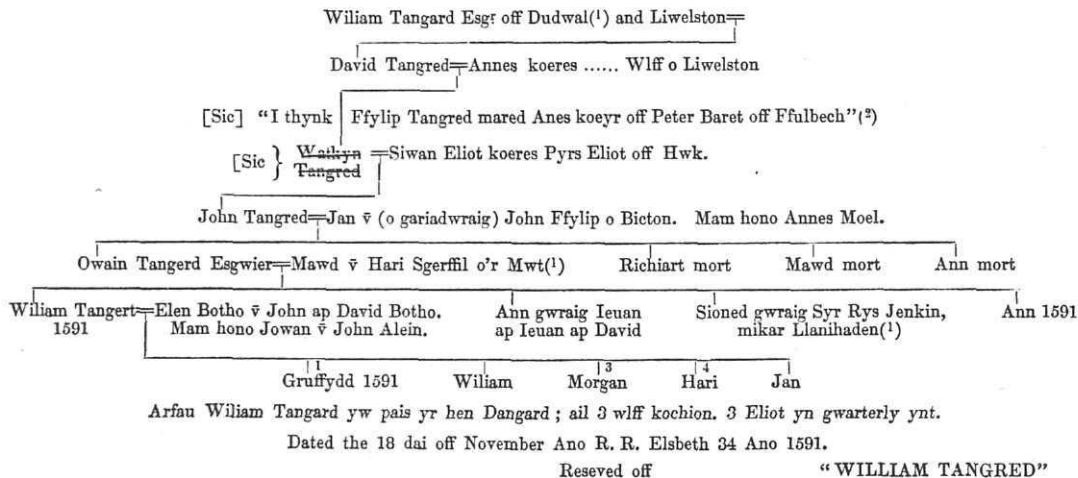 Wiliam Tangard Esgr off Dudwal(1) and Liwelston
David Tangred Annes koeres ...... Wlff o Liwelston
[Sic] "I thynk Ffylip Tangred mared Anes koeyr off Peter Baret off Ffulbech"(2)
[Sic } Watkyn Tangred Siwan Eliot koeres Pyrs Eliot off Hwk.
John Tangred Jan v̄ (o gariadwraig) John Ffylip o Bicton. Mam hono Annes Moel.
Owain Tangerd Esgwier Mawd v̄ Hari Sgerffil o'r Mwt(1) Richiart mort Mawd mort Ann mort
Wiliam Tangert Elen Botho v̄ John ap David Botho. Ann gwraig Ieuan Sioned gwraig Syr Rys Jenkin, Ann 1591
1591 Mam hono Jowan v̄ John Alein. ap Ieuan ap David mikar Llanihaden(1)
1 3 4
Gruffydd 1591 Wiliam Morgan Hari Jan
Arfau Wiliam Tangard yw pais yr hen Dangard; ail 3 wlff kochion. 3 Eliot yn gwarterly ynt.
Dated the 18 dai off November Ano R. R. Elsbeth 34 Ano 1591.
Reseved off "WILLIAM TANGRED"